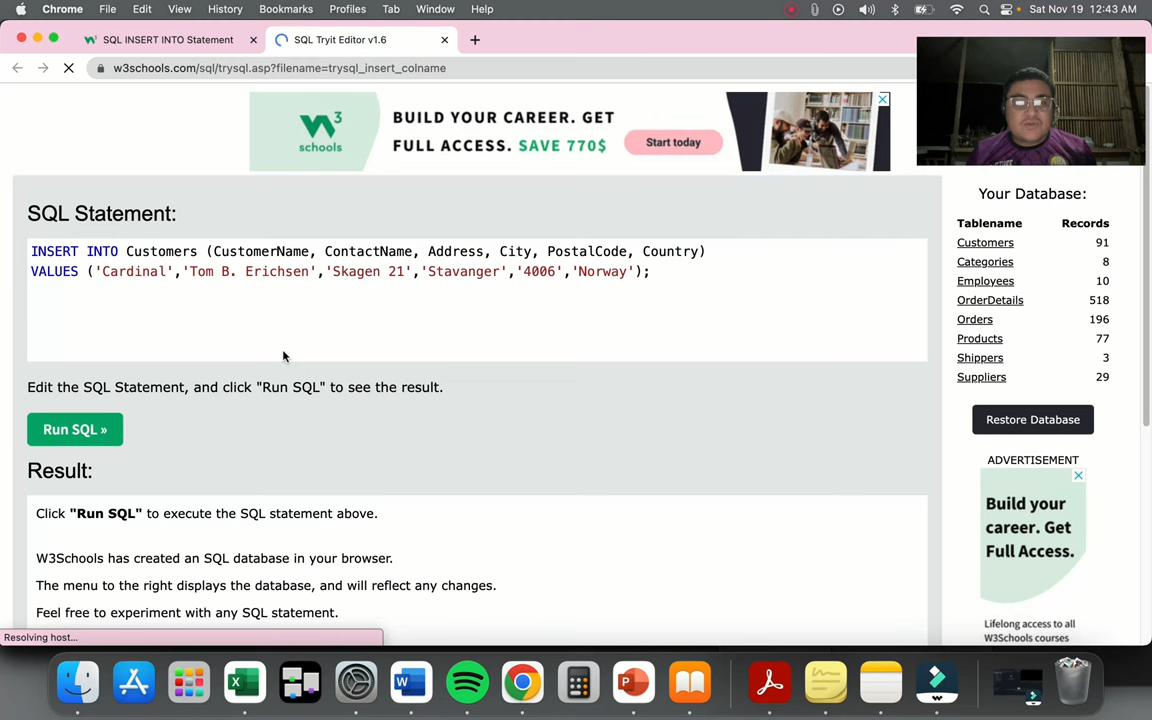 Chrome File Edit View History Bookmarks Profiles Tab Window Help Sat Nov 19 12:43 AM
SQL INSERT INTO Statement SQL Tryit Editor v1.6
w3schools.com/sql/trysql.asp?filename=trysql_insert_colname
W3
schools
BUILD YOUR CAREER. GET
FULL ACCESS. SAVE 770$
Start today
SQL Statement:
INSERT INTO Customers (CustomerName, ContactName, Address, City, PostalCode, Country)
VALUES ('Cardinal','Tom B. Erichsen','Skagen 21','Stavanger','4006','Norway');
Edit the SQL Statement, and click "Run SQL" to see the result.
Run SQL »
Result:
Click "Run SQL" to execute the SQL statement above.
W3Schools has created an SQL database in your browser.
The menu to the right displays the database, and will reflect any changes.
Feel free to experiment with any SQL statement.
Resolving host...
Your Database:
Tablename Records
Customers 91
Categories 8
Employees 10
OrderDetails 518
Orders 196
Products 77
Shippers 3
Suppliers 29
Restore Database
ADVERTISEMENT
Build your
career. Get
Full Access.
Lifelong access to all
W3Schools courses